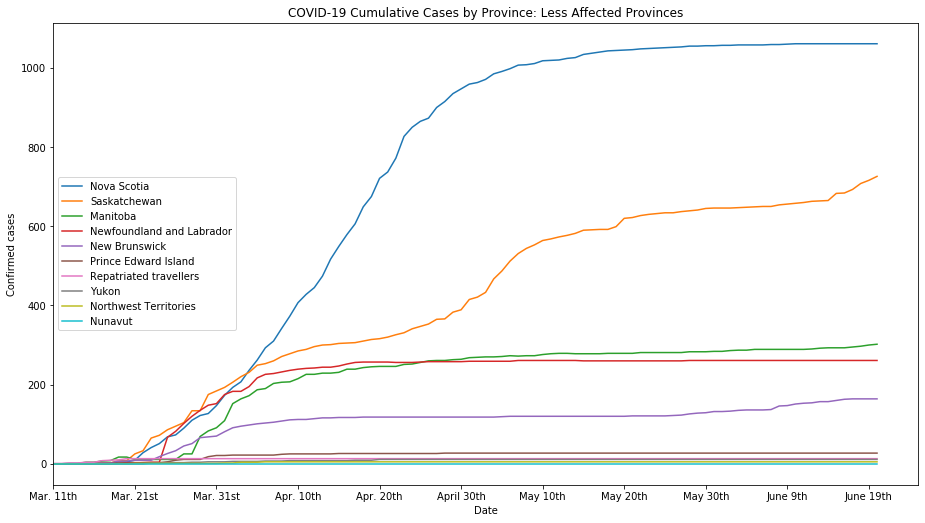 COVID-19 Cumulative Cases by Province: Less Affected Provinces
1000
800
600
400
200
0
Confirmed cases
Nova Scotia
Saskatchewan
Manitoba
Newfoundland and Labrador
New Brunswick
Prince Edward Island
Repatriated travellers
Yukon
Northwest Territories
Nunavut
Mar. 11th Mar. 21st Mar. 31st Apr. 10th Apr. 20th April 30th May 10th May 20th May 30th June 9th June 19th
Date